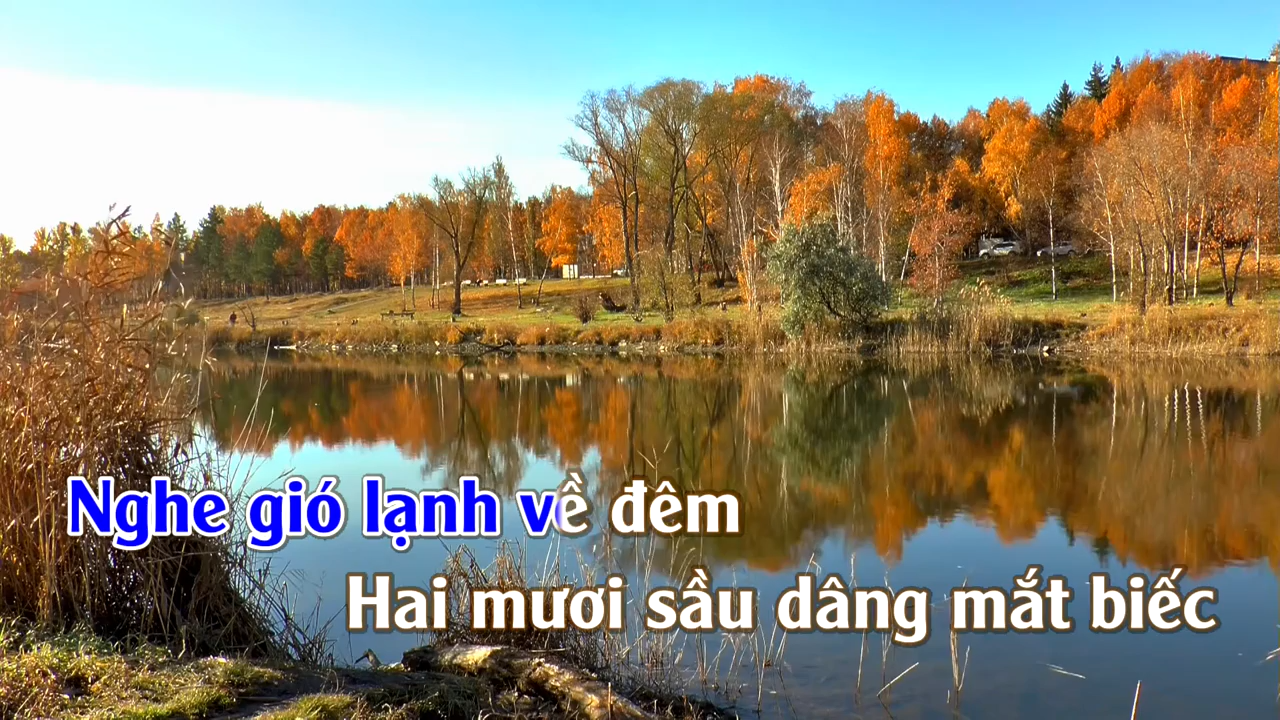 Nghe gió lạnh về đêm
Hai mươi sầu dâng mắt biếc